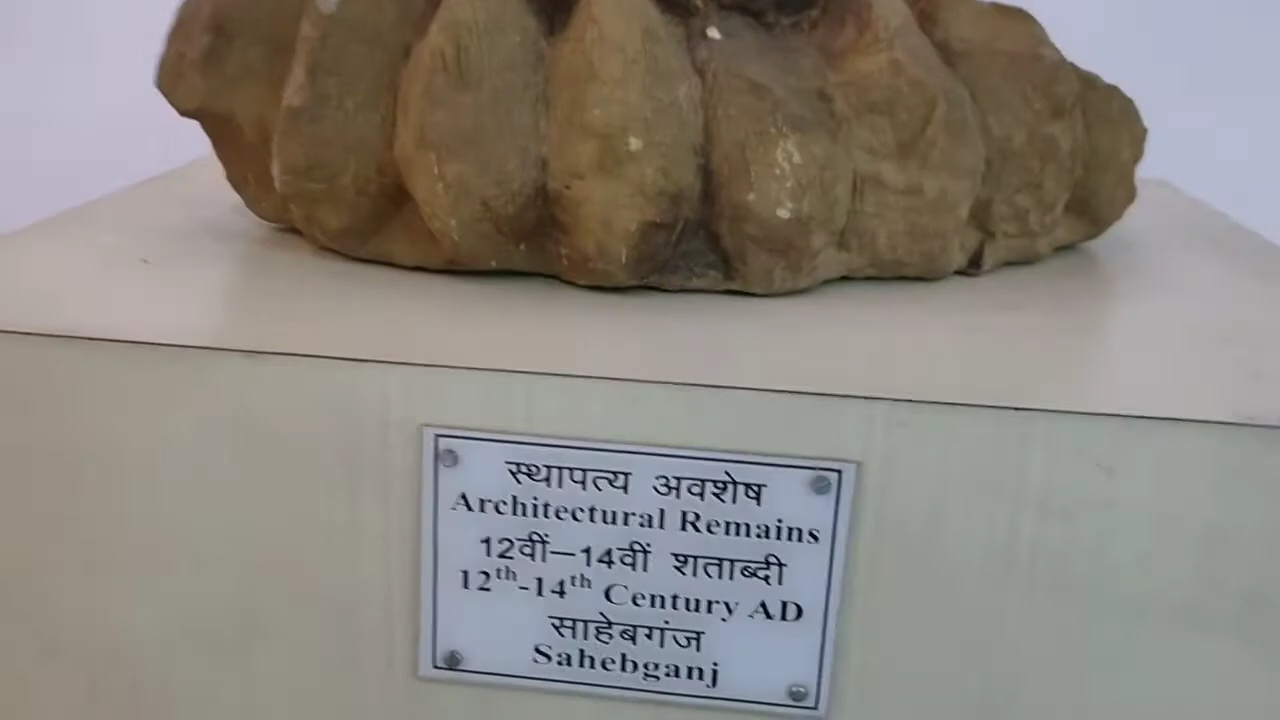 स्थापत्य अवशेष
Architectural Remains
12वीं–14वीं शताब्दी
12th-14th Century AD
साहेबगंज
Sahebganj